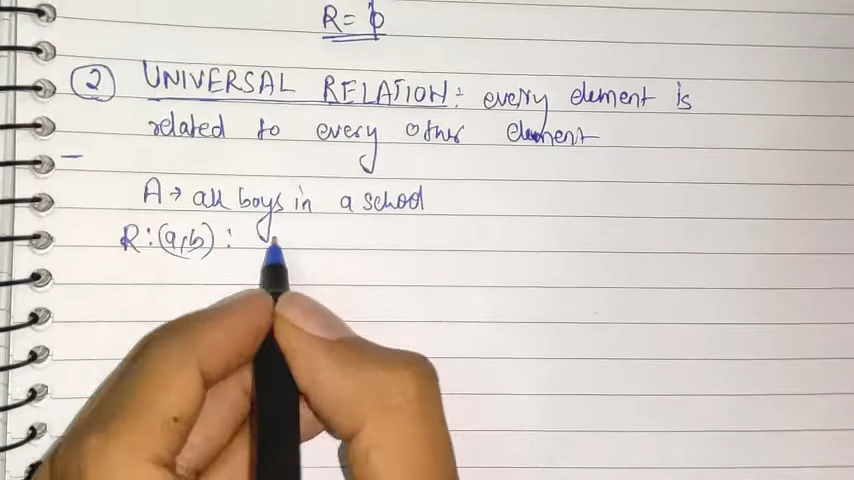 R = ϕ
② UNIVERSAL RELATION : every element is
related to every other element
A → all boys in a school
R : (a, b) :